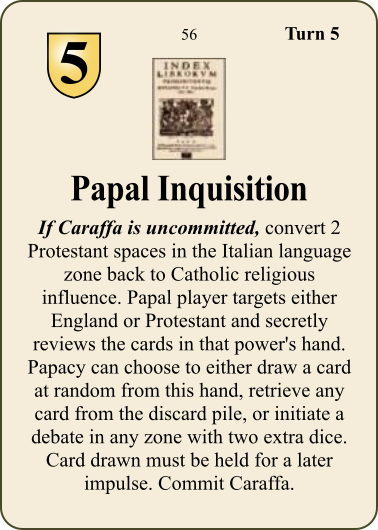 5
56
Turn 5
INDEX
LIBRORVM
Papal Inquisition
If Caraffa is uncommitted, convert 2
Protestant spaces in the Italian language
zone back to Catholic religious
influence. Papal player targets either
England or Protestant and secretly
reviews the cards in that power's hand.
Papacy can choose to either draw a card
at random from this hand, retrieve any
card from the discard pile, or initiate a
debate in any zone with two extra dice.
Card drawn must be held for a later
impulse. Commit Caraffa.